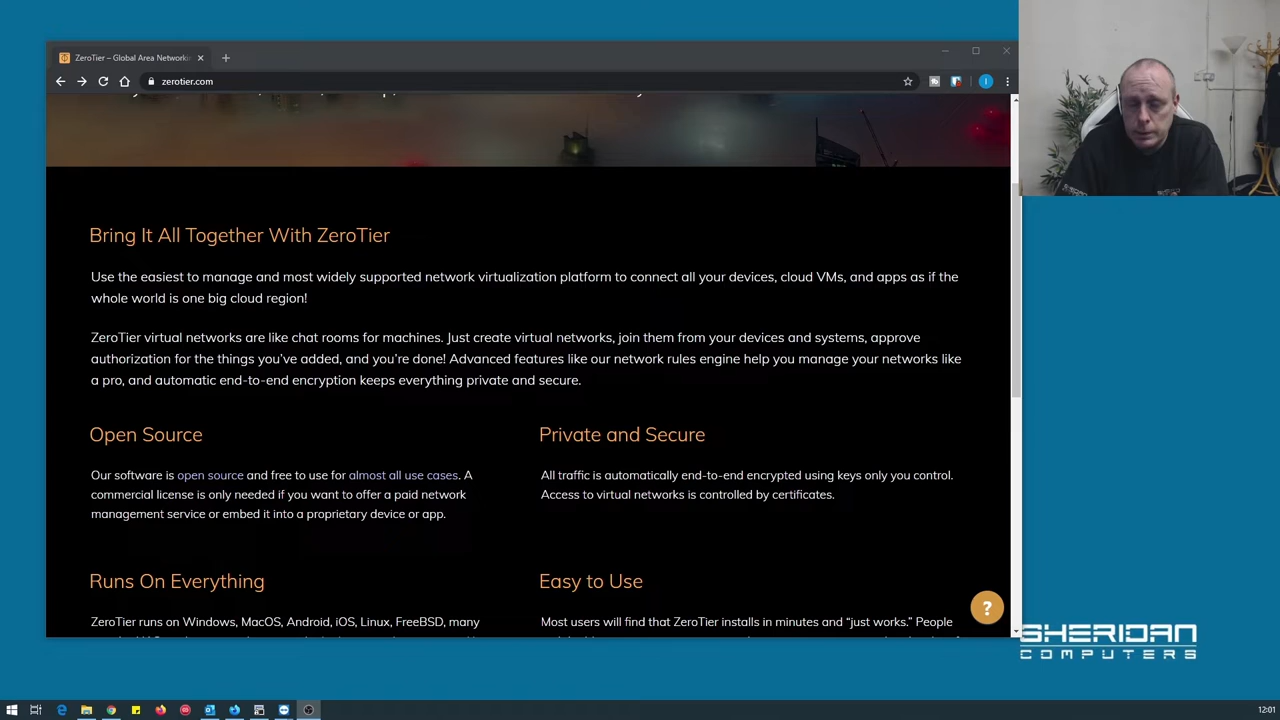 ZeroTier – Global Area Networki
zerotier.com
Bring It All Together With ZeroTier
Use the easiest to manage and most widely supported network virtualization platform to connect all your devices, cloud VMs, and apps as if the
whole world is one big cloud region!
ZeroTier virtual networks are like chat rooms for machines. Just create virtual networks, join them from your devices and systems, approve
authorization for the things you've added, and you're done! Advanced features like our network rules engine help you manage your networks like
a pro, and automatic end-to-end encryption keeps everything private and secure.
Open Source
Our software is open source and free to use for almost all use cases. A
commercial license is only needed if you want to offer a paid network
management service or embed it into a proprietary device or app.
Private and Secure
All traffic is automatically end-to-end encrypted using keys only you control.
Access to virtual networks is controlled by certificates.
Runs On Everything
ZeroTier runs on Windows, MacOS, Android, iOS, Linux, FreeBSD, many
Easy to Use
Most users will find that ZeroTier installs in minutes and “just works.” People
?
SHERIDAN
COMPUTERS
12:01